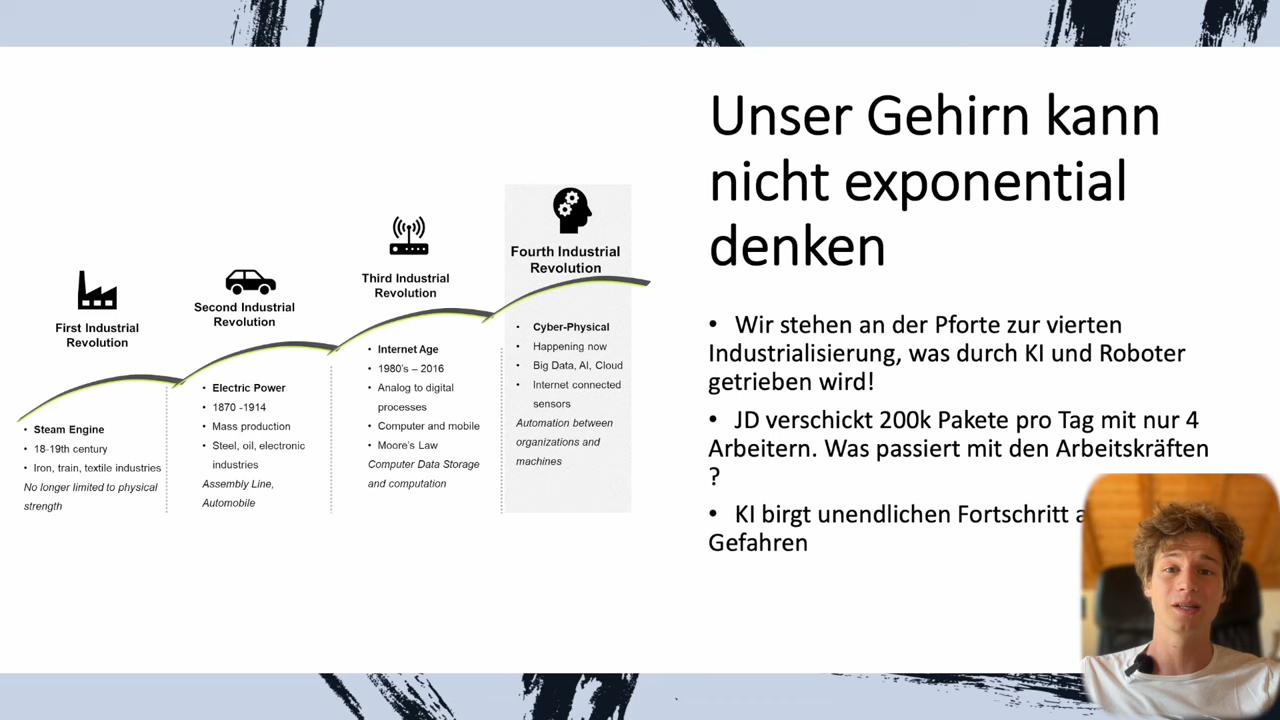 First Industrial
Revolution
• Steam Engine
• 18-19th century
• Iron, train, textile industries
No longer limited to physical
strength
Second Industrial
Revolution
• Electric Power
• 1870 -1914
• Mass production
• Steel, oil, electronic
industries
Assembly Line,
Automobile
Third Industrial
Revolution
• Internet Age
• 1980's – 2016
• Analog to digital
processes
• Computer and mobile
• Moore's Law
Computer Data Storage
and computation
Fourth Industrial
Revolution
• Cyber-Physical
• Happening now
• Big Data, AI, Cloud
• Internet connected
sensors
Automation between
organizations and
machines
Unser Gehirn kann
nicht exponential
denken
• Wir stehen an der Pforte zur vierten
Industrialisierung, was durch KI und Roboter
getrieben wird!
• JD verschickt 200k Pakete pro Tag mit nur 4
Arbeitern. Was passiert mit den Arbeitskräften
?
• KI birgt unendlichen Fortschritt
Gefahren